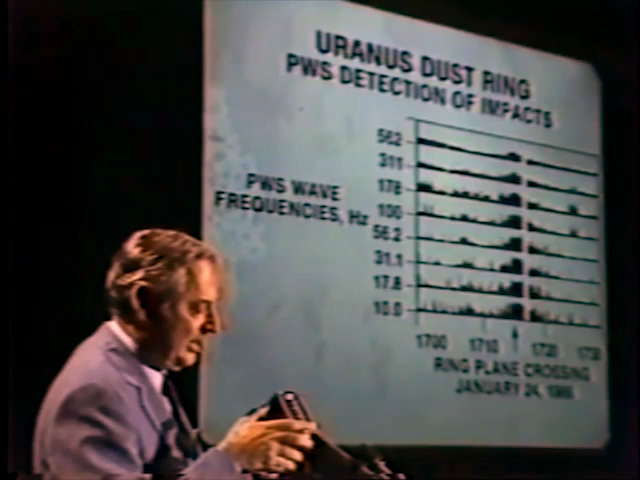 URANUS DUST RING
PWS DETECTION OF IMPACTS
562
311
178
PWS WAVE
FREQUENCIES, Hz
100
56.2
31.1
17.8
10.0
1700 1710 1720 1730
RING PLANE CROSSING
JANUARY 24, 1986